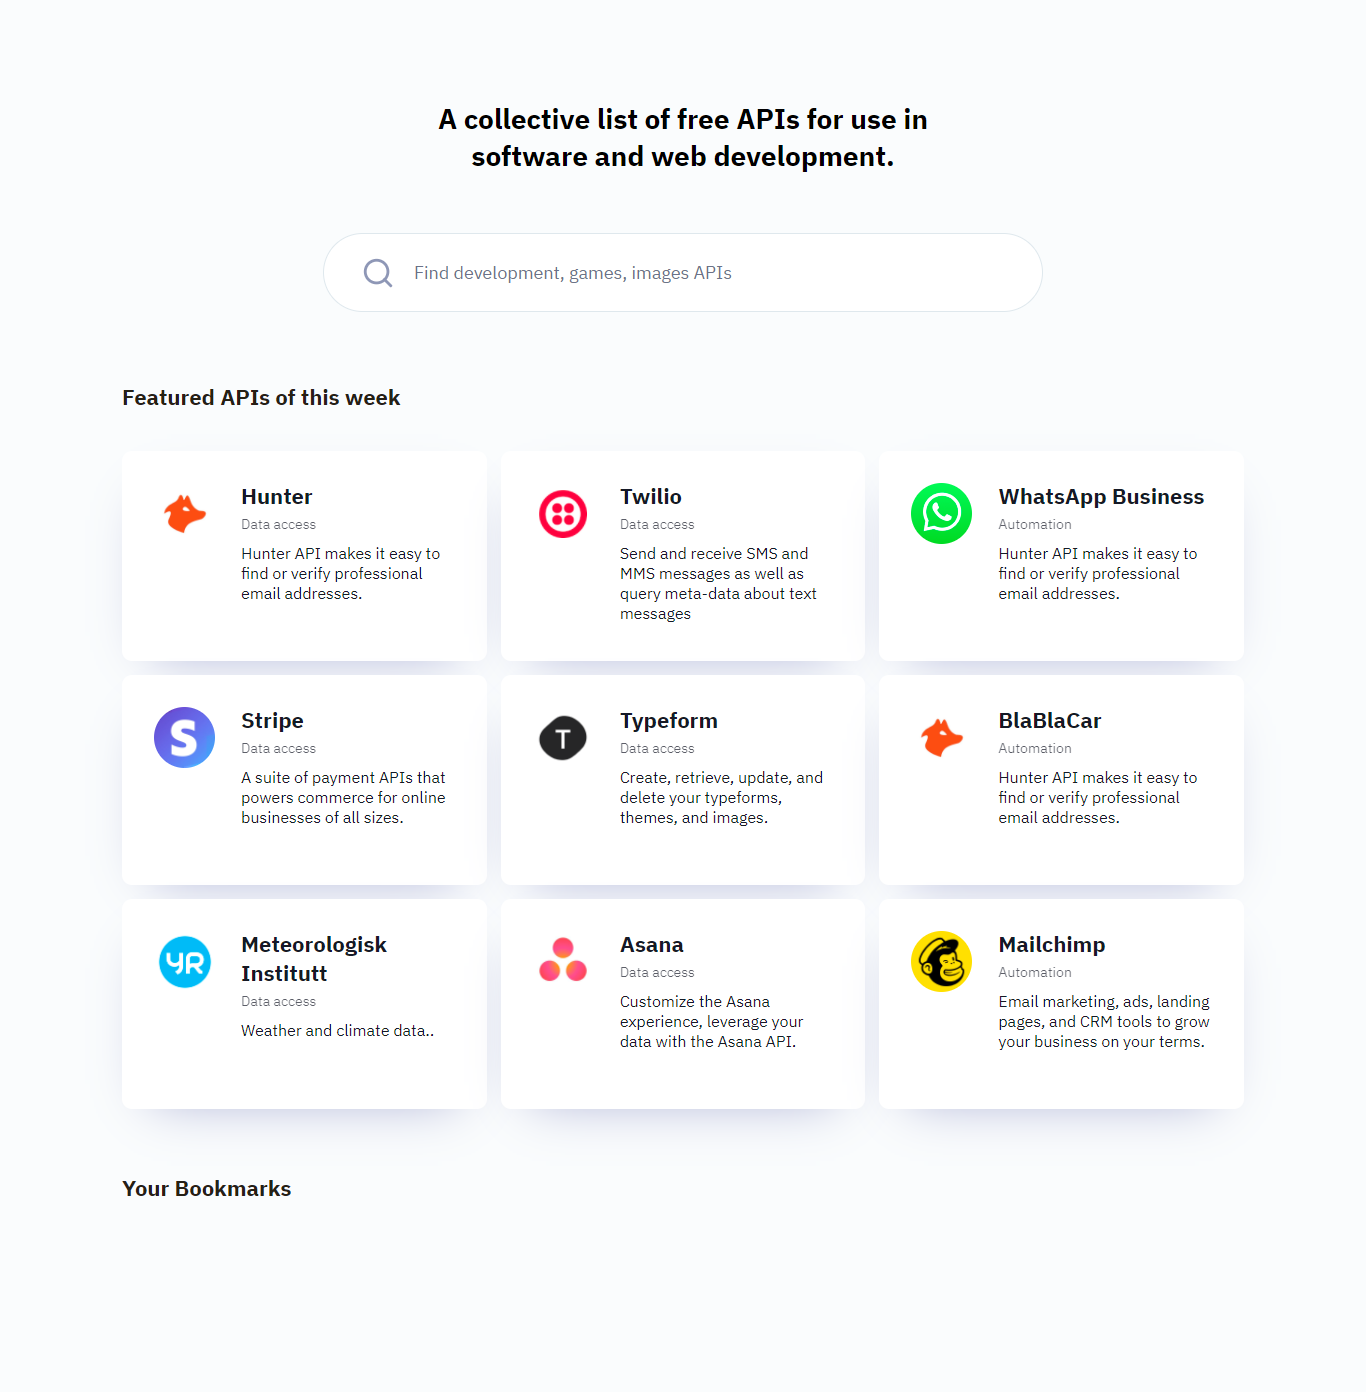 A collective list of free APIs for use in
software and web development.
Find development, games, images APIs
Featured APIs of this week
Hunter
Data access
Hunter API makes it easy to
find or verify professional
email addresses.
Twilio
Data access
Send and receive SMS and
MMS messages as well as
query meta-data about text
messages
WhatsApp Business
Automation
Hunter API makes it easy to
find or verify professional
email addresses.
S
Stripe
Data access
A suite of payment APIs that
powers commerce for online
businesses of all sizes.
T
Typeform
Data access
Create, retrieve, update, and
delete your typeforms,
themes, and images.
BlaBlaCar
Automation
Hunter API makes it easy to
find or verify professional
email addresses.
YR
Meteorologisk
Institutt
Data access
Weather and climate data..
Asana
Data access
Customize the Asana
experience, leverage your
data with the Asana API.
Mailchimp
Automation
Email marketing, ads, landing
pages, and CRM tools to grow
your business on your terms.
Your Bookmarks